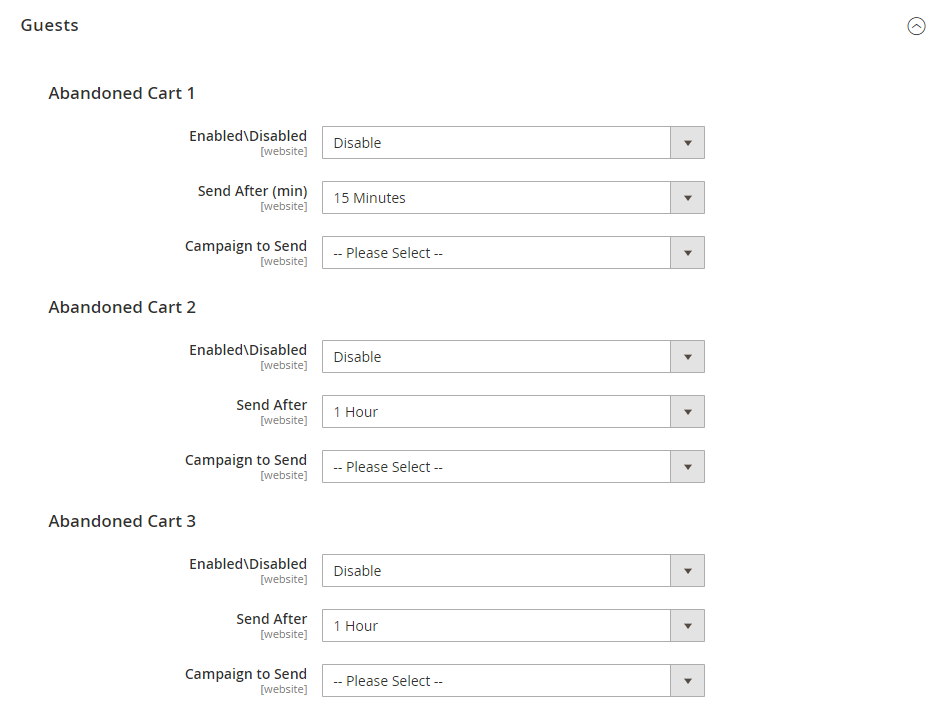 Guests
Abandoned Cart 1
Enabled\Disabled
[website]
Disable
Send After (min)
[website]
15 Minutes
Campaign to Send
[website]
-- Please Select --
Abandoned Cart 2
Enabled\Disabled
[website]
Disable
Send After
[website]
1 Hour
Campaign to Send
[website]
-- Please Select --
Abandoned Cart 3
Enabled\Disabled
[website]
Disable
Send After
[website]
1 Hour
Campaign to Send
[website]
-- Please Select --